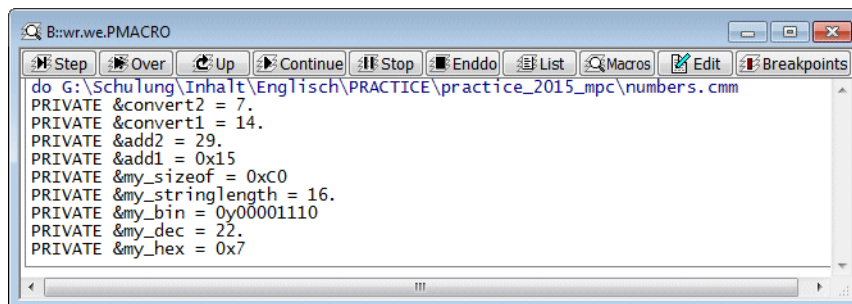 B::wr.we.PMACRO
Step Over Up Continue Stop Enddo List Macros Edit Breakpoints
do G:\Schulung\Inhalt\Englisch\PRACTICE\practice_2015_mpc\numbers.cmm
PRIVATE &convert2 = 7.
PRIVATE &convert1 = 14.
PRIVATE &add2 = 29.
PRIVATE &add1 = 0x15
PRIVATE &my_sizeof = 0xC0
PRIVATE &my_stringlength = 16.
PRIVATE &my_bin = 0y00001110
PRIVATE &my_dec = 22.
PRIVATE &my_hex = 0x7